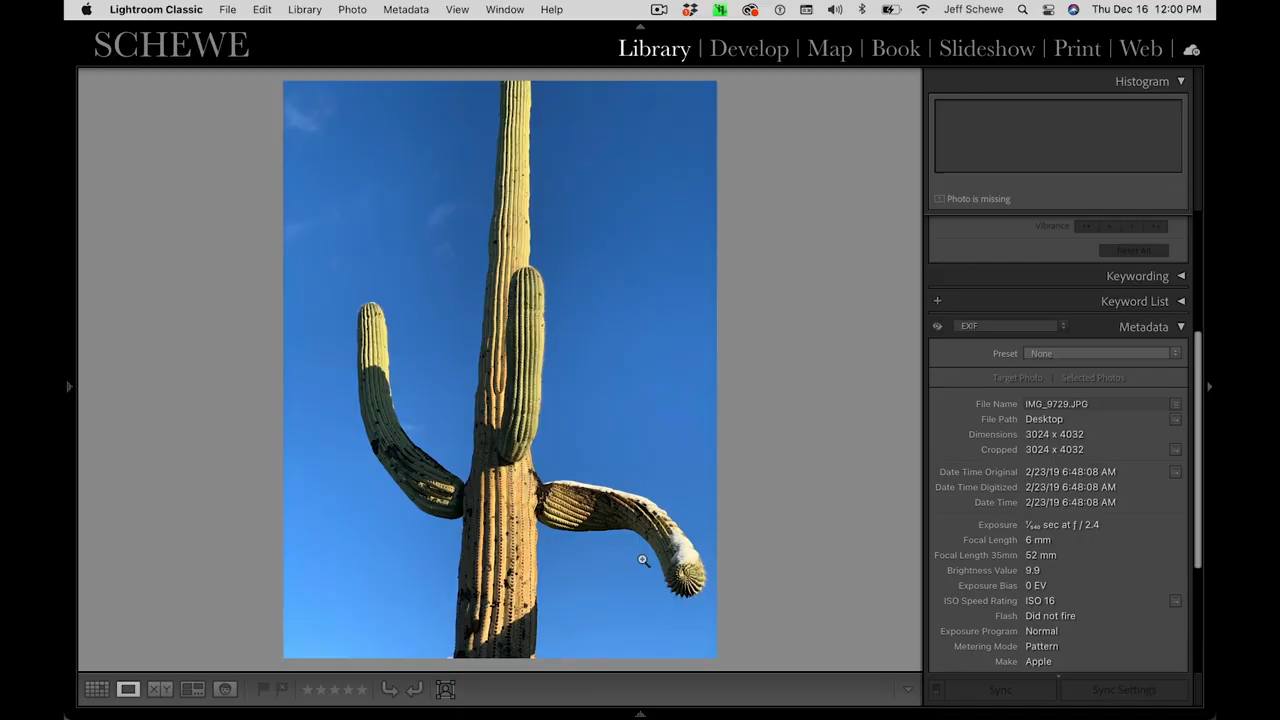 Lightroom Classic File Edit Library Photo Metadata View Window Help Jeff Schewe Thu Dec 16 12:00 PM
SCHEWE Library | Develop | Map | Book | Slideshow | Print | Web |
Histogram
Photo is missing
Vibrance
Reset All
Keywording
+ Keyword List
EXIF Metadata
Preset None
Target Photo | Selected Photos
File Name IMG_9729.JPG
File Path Desktop
Dimensions 3024 x 4032
Cropped 3024 x 4032
Date Time Original 2/23/19 6:48:08 AM
Date Time Digitized 2/23/19 6:48:08 AM
Date Time 2/23/19 6:48:08 AM
Exposure sec at ƒ / 2.4
Focal Length 6 mm
Focal Length 35mm 52 mm
Brightness Value 9.9
Exposure Bias 0 EV
ISO Speed Rating ISO 16
Flash Did not fire
Exposure Program Normal
Metering Mode Pattern
Make Apple
XY Sync Sync Settings